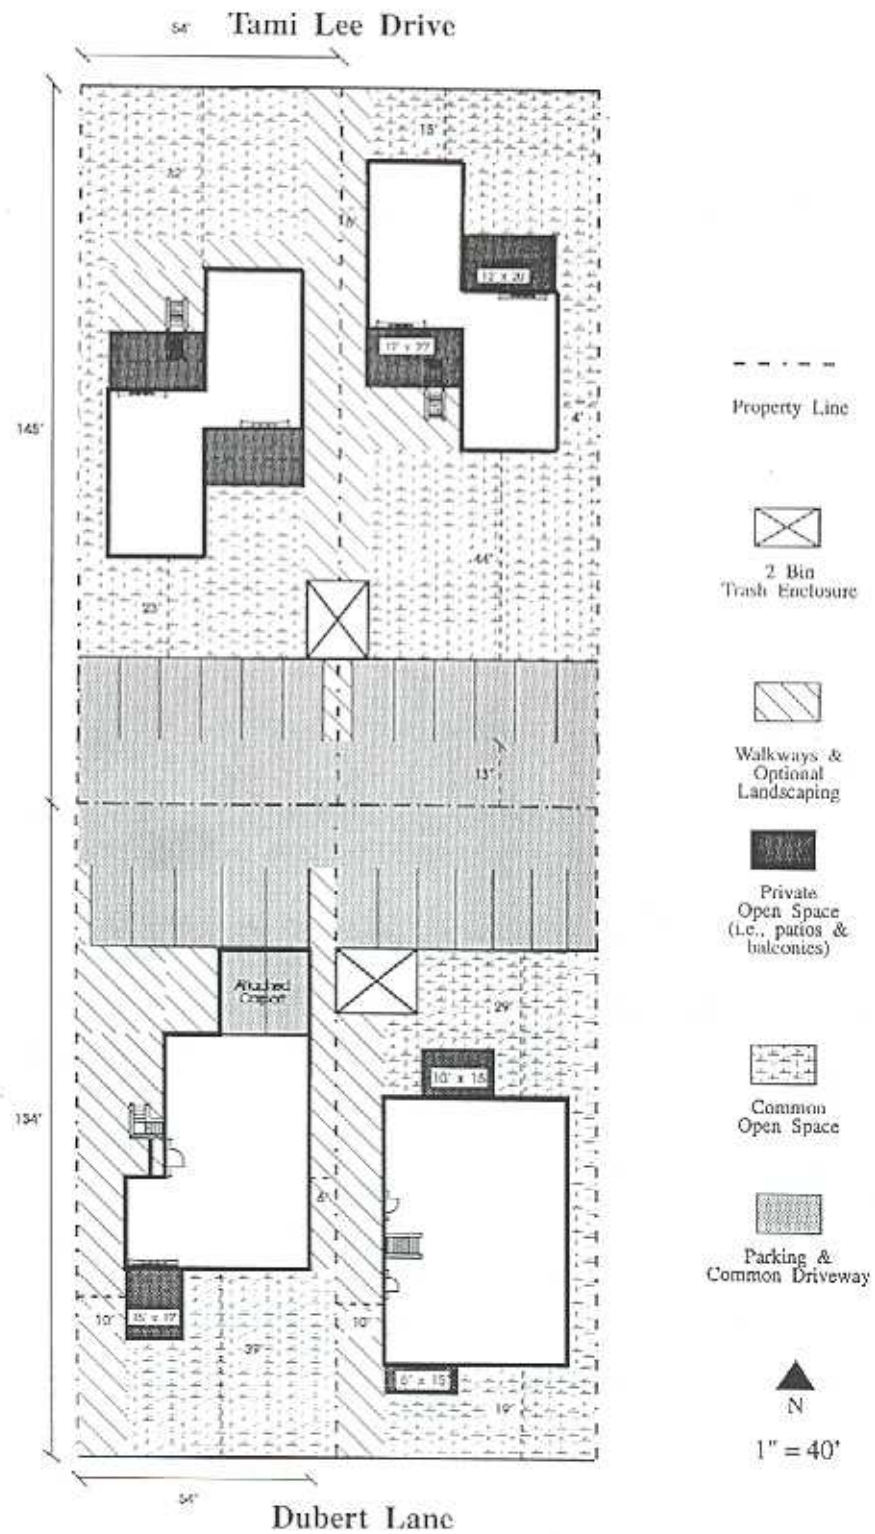 54'
Tami Lee Drive
15'
12' x 20'
145'
4'
Property Line
44'
2 Bin
Trash Enclosure
23'
Walkways &
Optional
Landscaping
13'
Private
Open Space
(i.e., patios &
balconies)
Attached
Carport
29'
10' x 15'
Common
Open Space
134'
6'
Parking &
Common Driveway
10'
15' x 12'
10'
39'
6' x 15'
19'
N
1" = 40'
54'
Dubert Lane